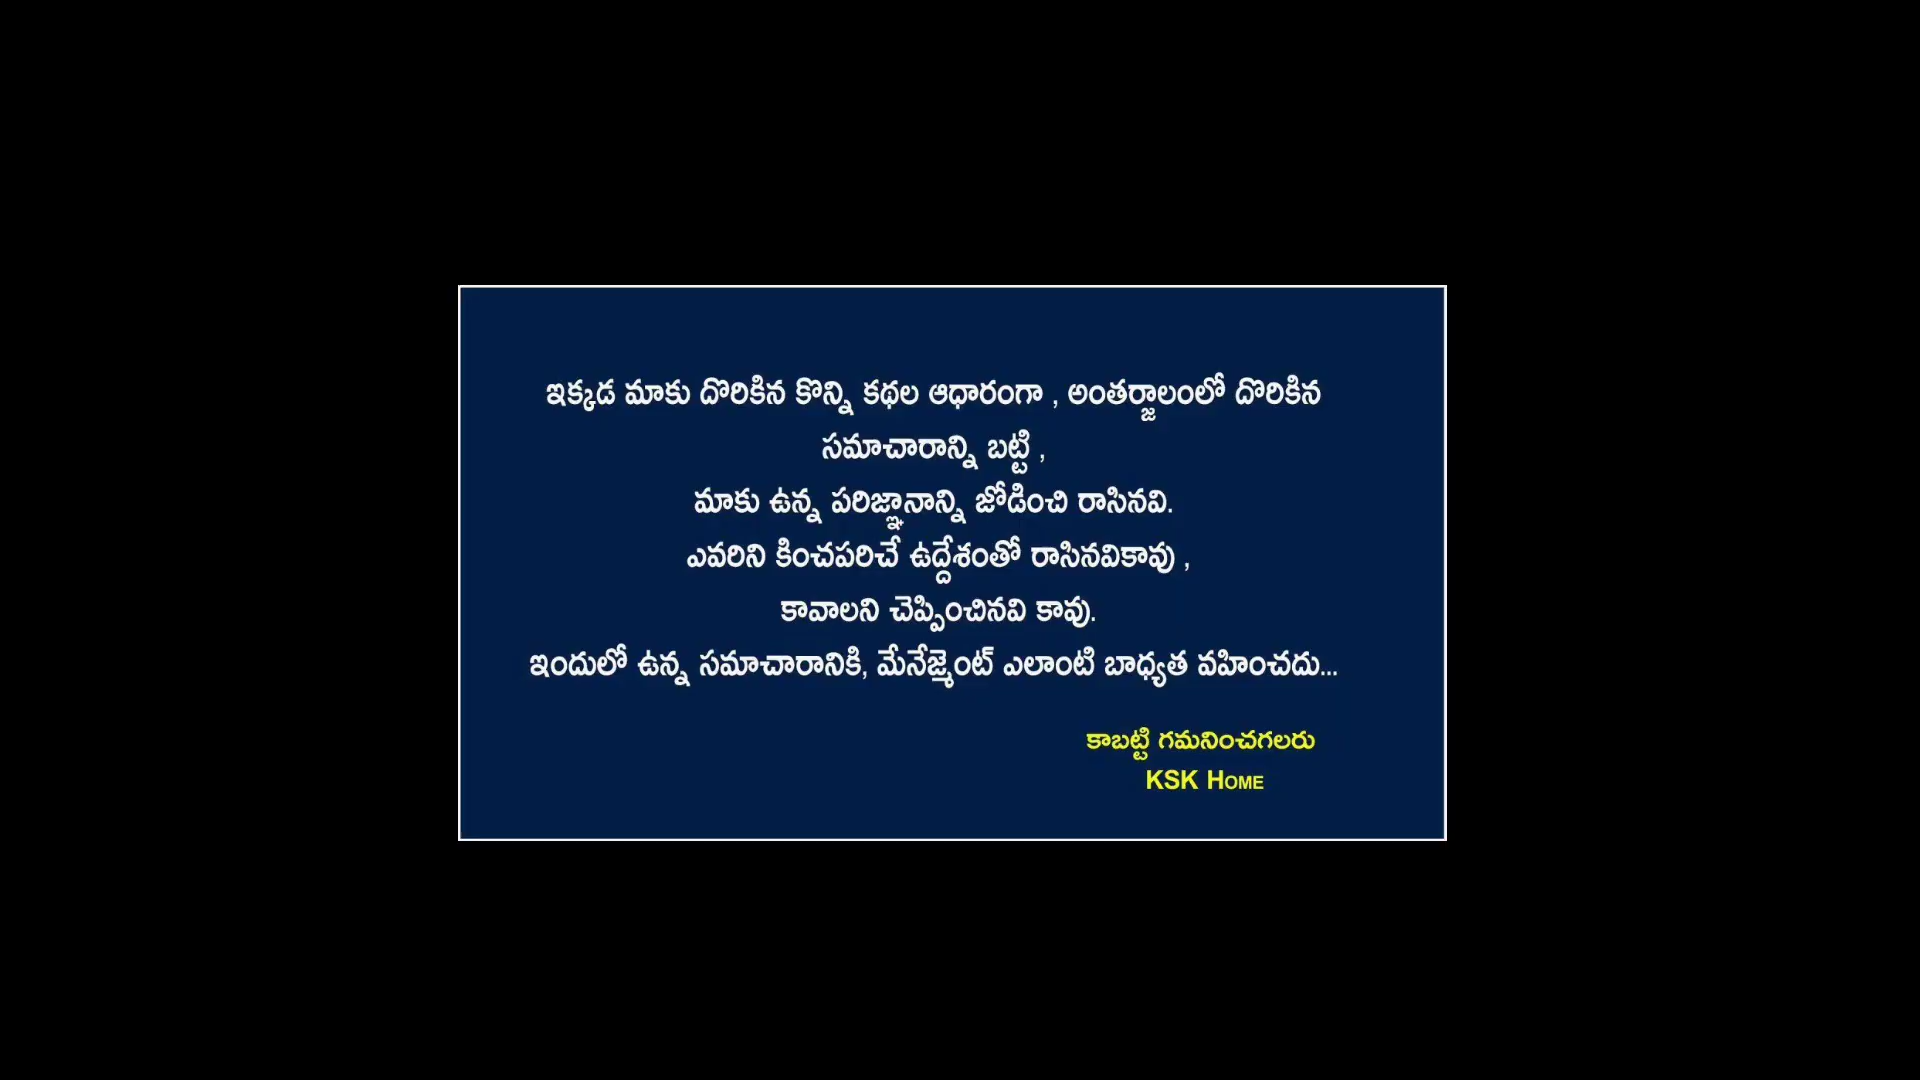 ఇక్కడ మాకు దొరికిన కొన్ని కథల ఆధారంగా , అంతర్జాలంలో దొరికిన
సమాచారాన్ని బట్టి ,
మాకు ఉన్న పరిజ్ఞానాన్ని జోడించి రాసినవి.
ఎవరిని కించపరిచే ఉద్దేశంతో రాసినవికావు ,
కావాలని చెప్పించినవి కావు.
ఇందులో ఉన్న సమాచారానికి, మేనేజ్మెంట్ ఎలాంటి బాధ్యత వహించదు...
కాబట్టి గమనించగలరు
KSK HOME